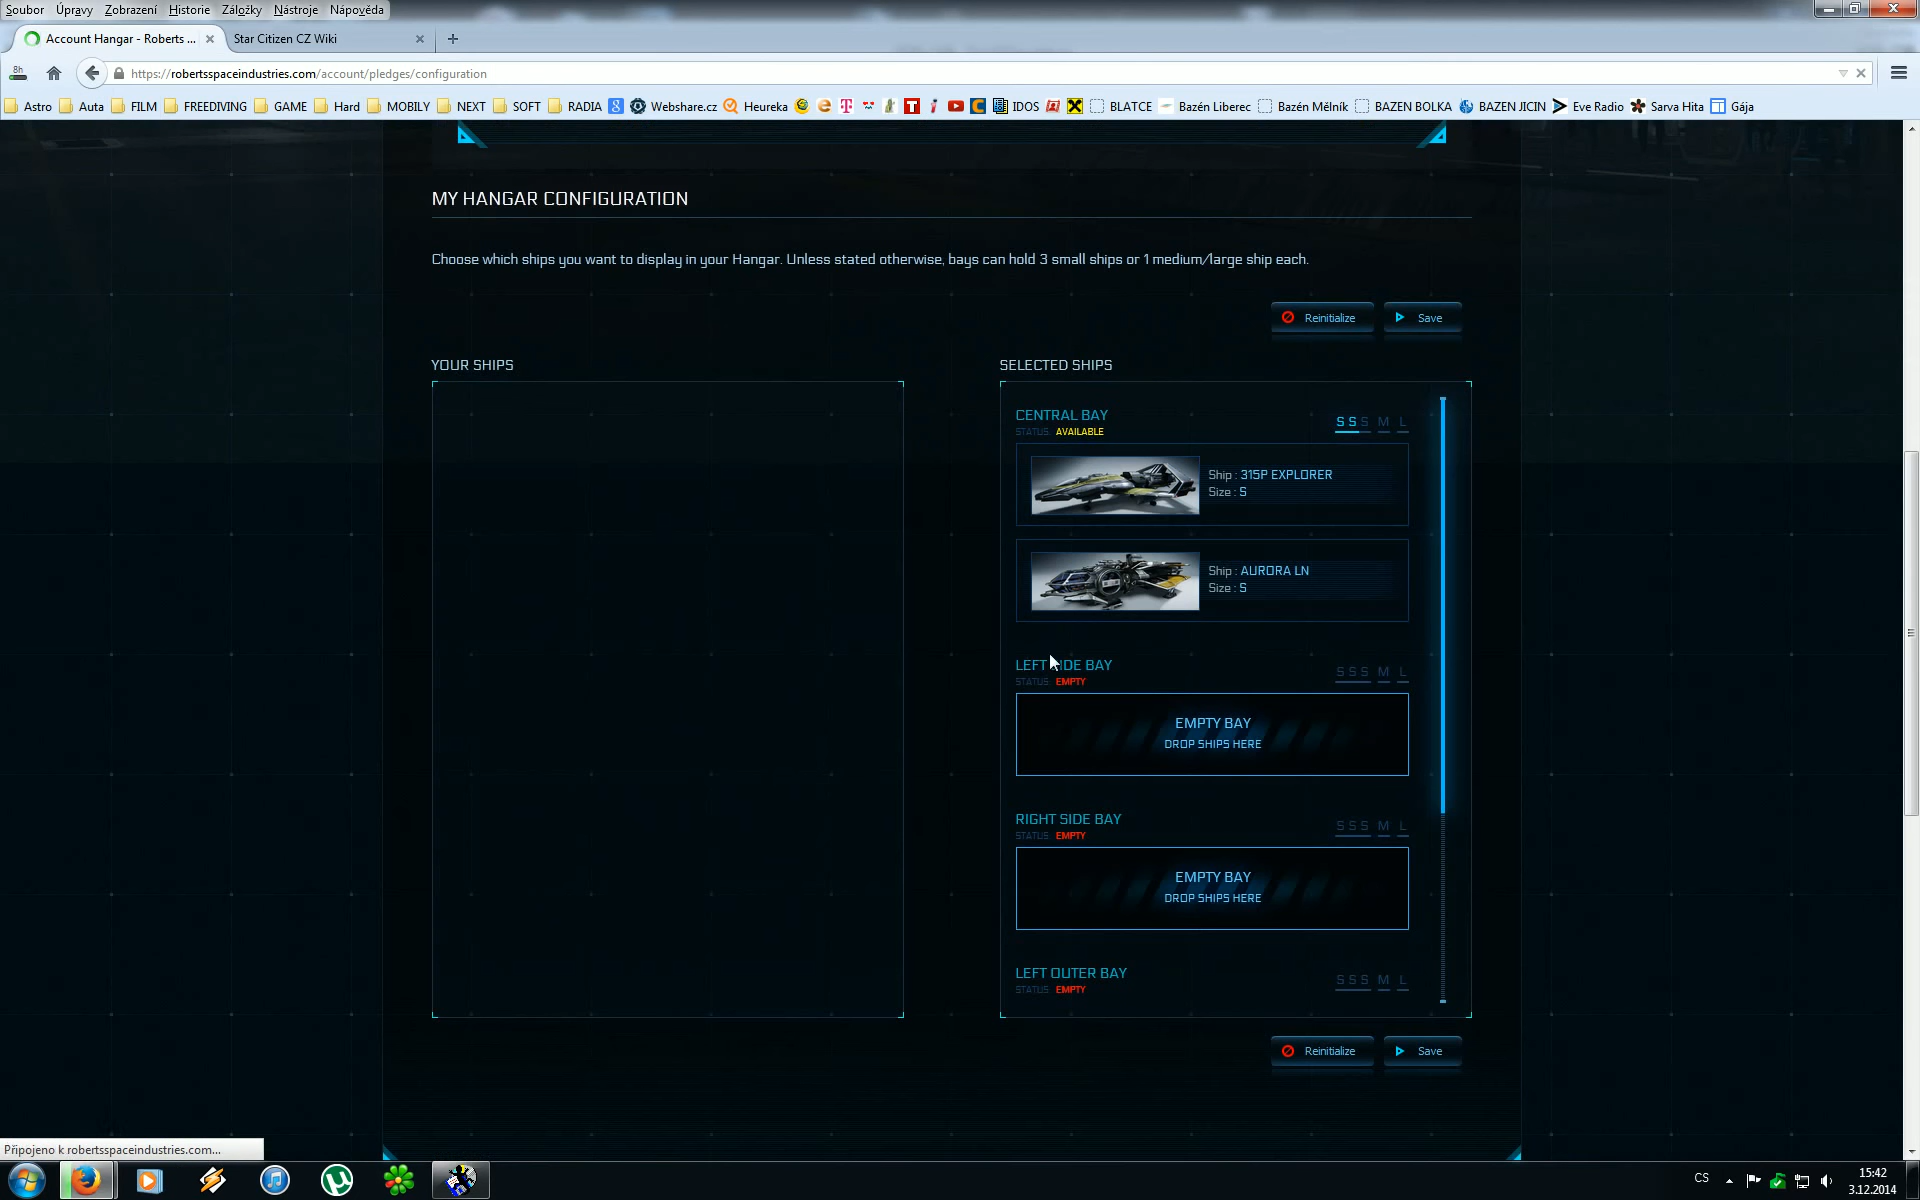 Soubor Úpravy Zobrazení Historie Záložky Nástroje Nápověda
Account Hangar - Roberts ... Star Citizen CZ Wiki
8h https://robertsspaceindustries.com/account/pledges/configuration
Astro Auta FILM FREEDIVING GAME Hard MOBILY NEXT SOFT RADIA Webshare.cz Heureka IDOS BLATCE Bazén Liberec Bazén Mělník BAZEN BOLKA BAZEN JICIN Eve Radio Sarva Hita Gája
MY HANGAR CONFIGURATION
Choose which ships you want to display in your Hangar. Unless stated otherwise, bays can hold 3 small ships or 1 medium/large ship each.
Reinitialize Save
YOUR SHIPS
SELECTED SHIPS
CENTRAL BAY S S S M L
STATUS: AVAILABLE
Ship : 315P EXPLORER
Size : S
Ship : AURORA LN
Size : S
LEFT SIDE BAY S S S M L
STATUS: EMPTY
EMPTY BAY
DROP SHIPS HERE
RIGHT SIDE BAY S S S M L
STATUS: EMPTY
EMPTY BAY
DROP SHIPS HERE
LEFT OUTER BAY S S S M L
STATUS: EMPTY
Reinitialize Save
Připojeno k robertsspaceindustries.com...
CS 15:42
3.12.2014